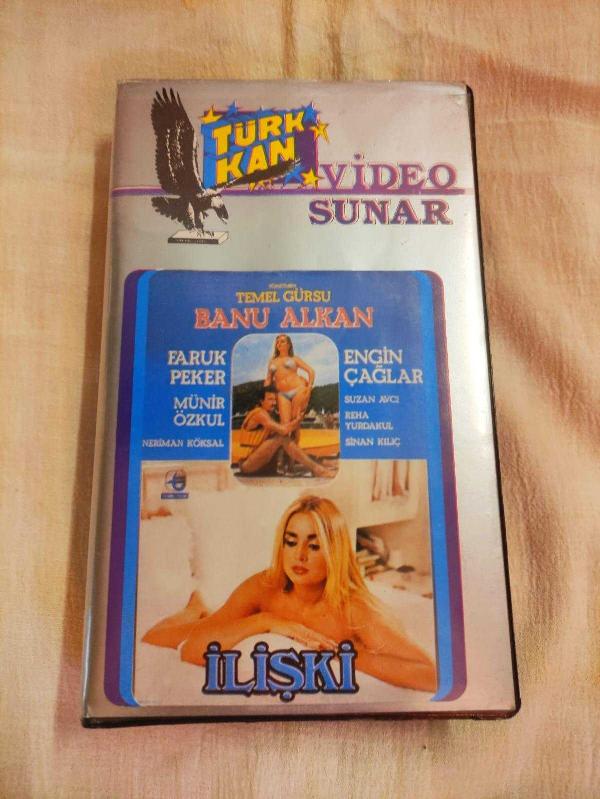 TÜRK
KAN
VİDEO
SUNAR
YÖNETMEN
TEMEL GÜRSU
BANU ALKAN
FARUK
PEKER
ENGİN
ÇAĞLAR
MÜNİR
ÖZKUL
SUZAN AVCI
REHA
YURDAKUL
NERİMAN KÖKSAL
SİNAN KILIÇ
İLİŞKİ